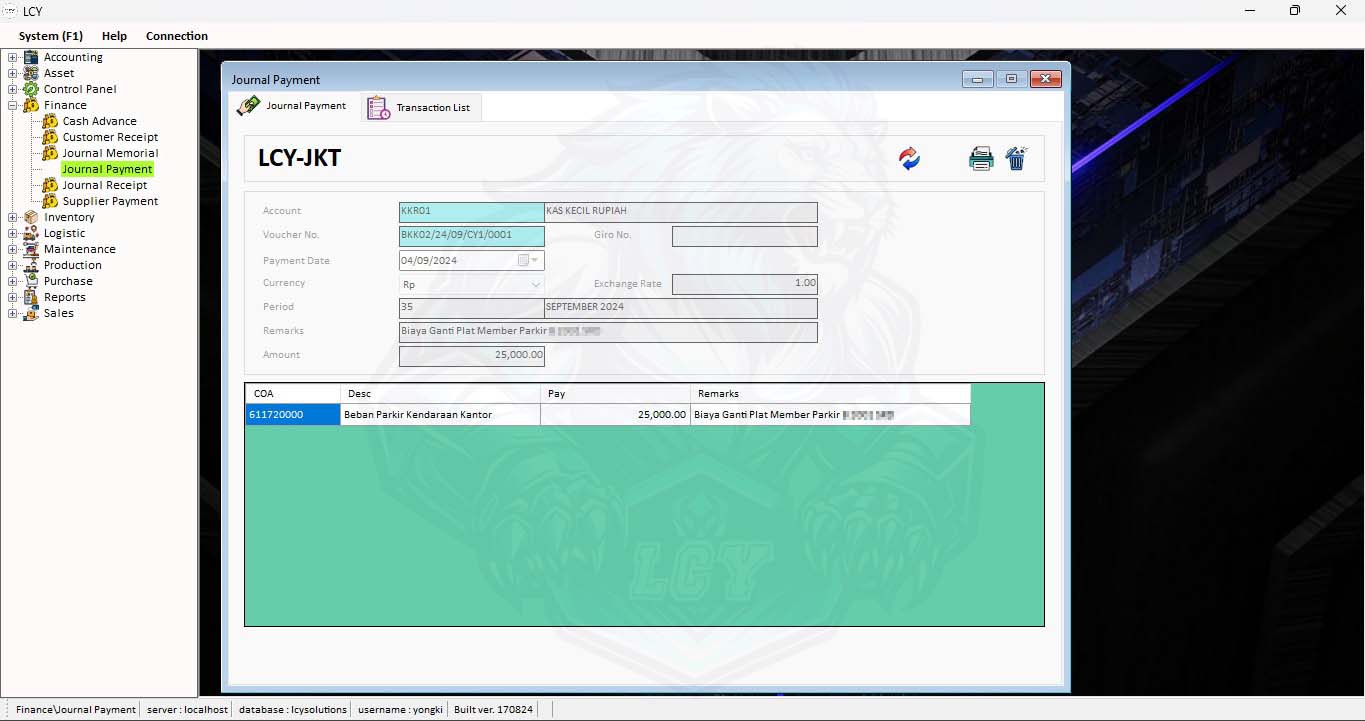 LCY
System (F1) Help Connection
Accounting
Asset
Control Panel
Finance
Cash Advance
Customer Receipt
Journal Memorial
Journal Payment
Journal Receipt
Supplier Payment
Inventory
Logistic
Maintenance
Production
Purchase
Reports
Sales
Journal Payment
Journal Payment Transaction List
LCY-JKT
Account KKR01 KAS KECIL RUPIAH
Voucher No. BKK02/24/09/CY1/0001 Giro No.
Payment Date 04/09/2024
Currency Rp Exchange Rate 1.00
Period 35 SEPTEMBER 2024
Remarks Biaya Ganti Plat Member Parkir
Amount 25,000.00
COA Desc Pay Remarks
611720000 Beban Parkir Kendaraan Kantor 25,000.00 Biaya Ganti Plat Member Parkir
LCY
Finance\Journal Payment server : localhost database : lcysolutions username : yongki Built ver. 170824